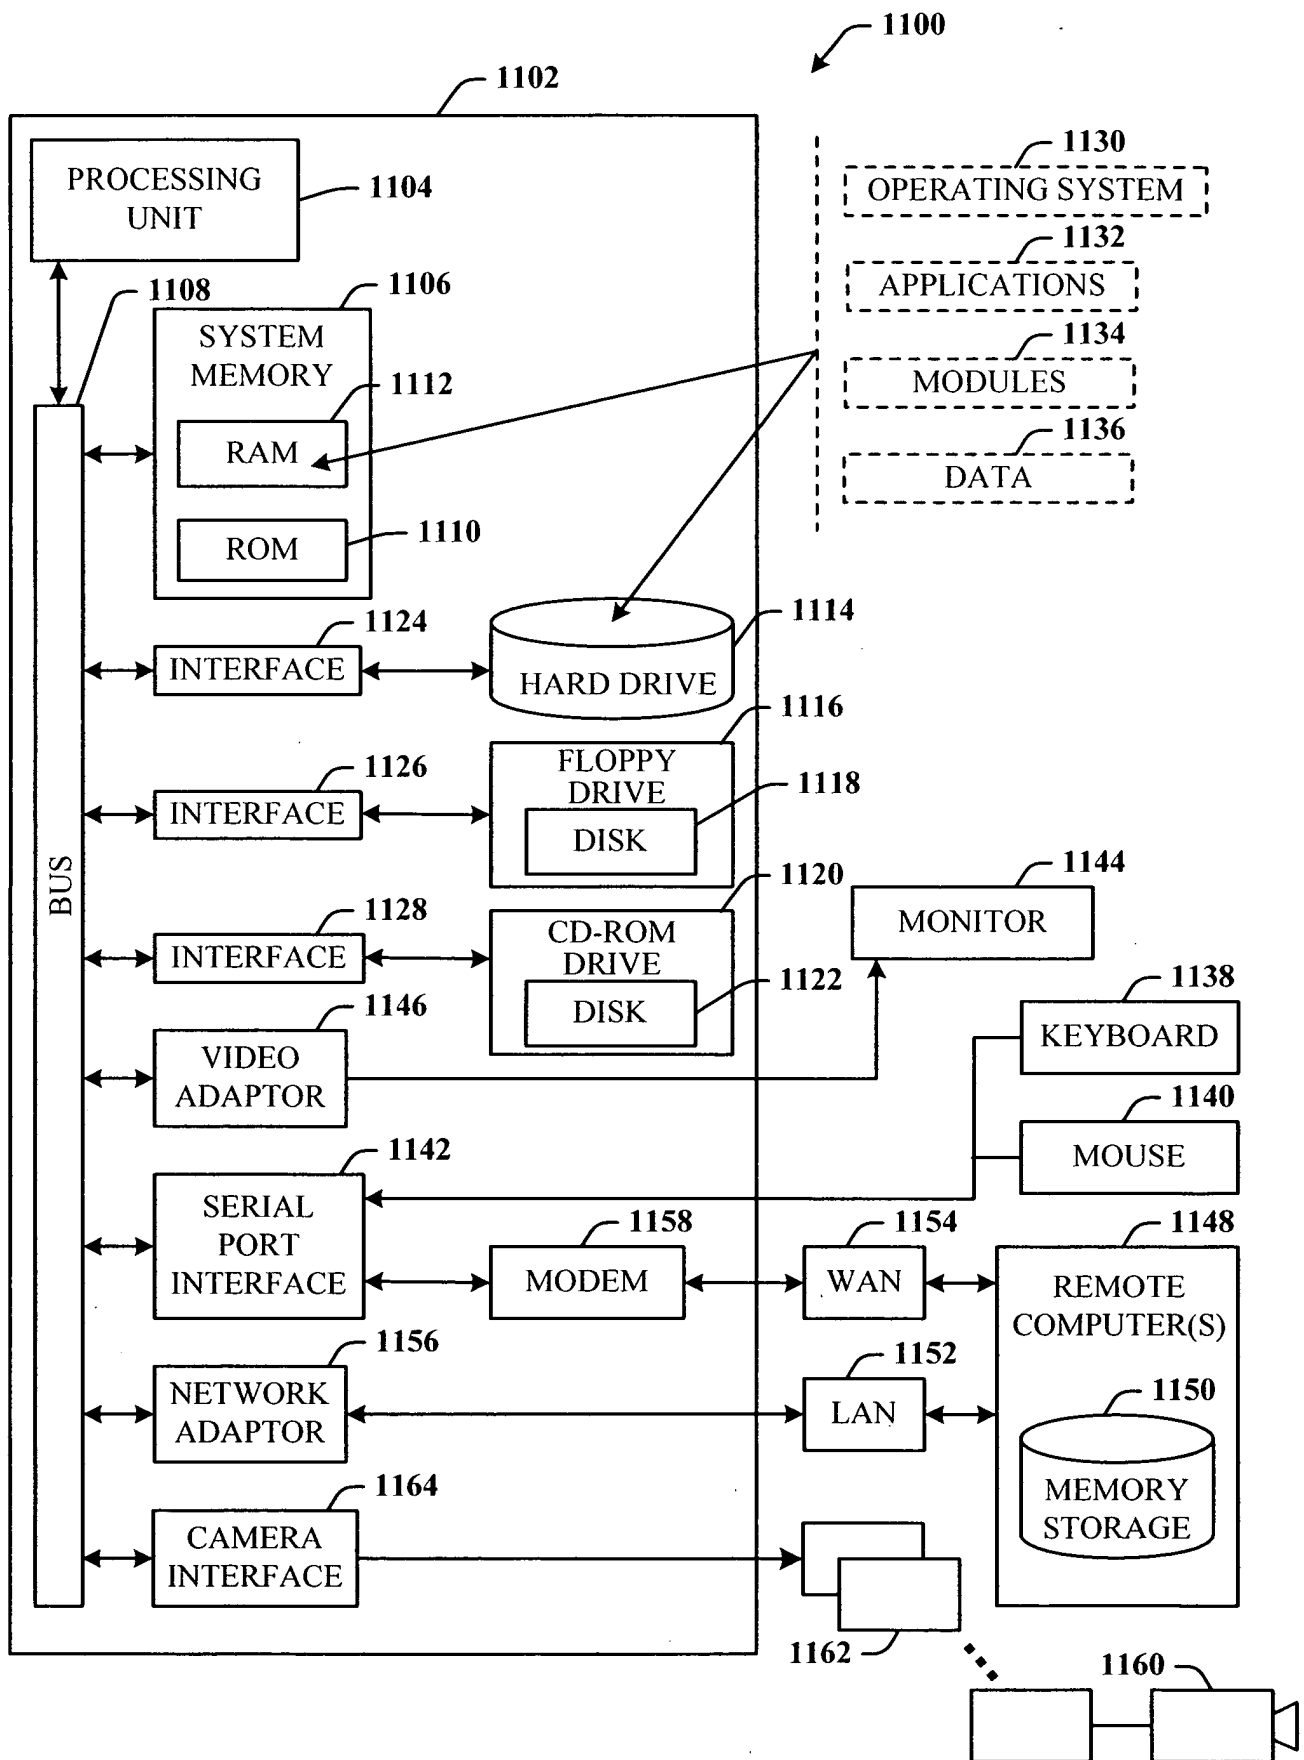 1100
1102
PROCESSING
UNIT
1104
1130
OPERATING SYSTEM
1132
APPLICATIONS
1134
MODULES
1136
DATA
1108
1106
SYSTEM
MEMORY
1112
RAM
1110
ROM
1124
INTERFACE
1114
HARD DRIVE
1116
FLOPPY
DRIVE
1126
INTERFACE
1118
DISK
BUS
1120
CD-ROM
DRIVE
1128
INTERFACE
1122
DISK
1144
MONITOR
1146
VIDEO
ADAPTOR
1138
KEYBOARD
1140
MOUSE
1142
SERIAL
PORT
INTERFACE
1158
MODEM
1154
WAN
1148
REMOTE
COMPUTER(S)
1156
NETWORK
ADAPTOR
1152
LAN
1150
MEMORY
STORAGE
1164
CAMERA
INTERFACE
1162
1160